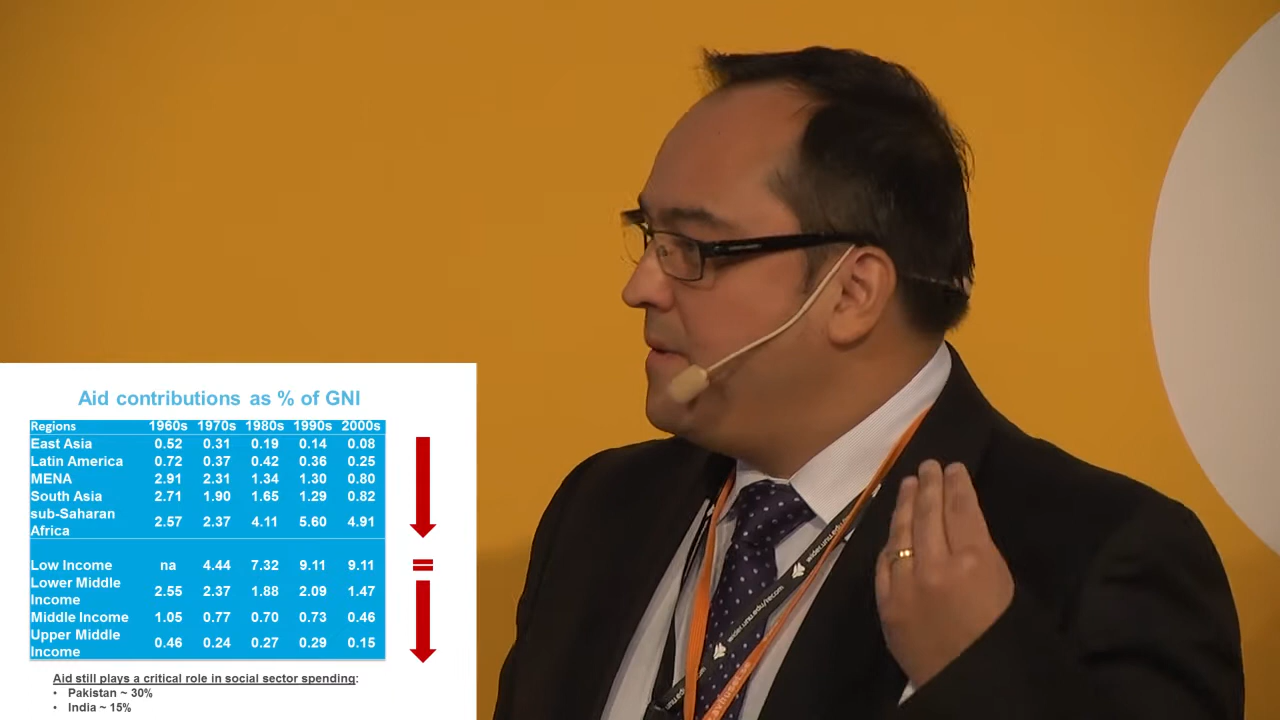 Aid contributions as % of GNI
Regions 1960s 1970s 1980s 1990s 2000s
East Asia 0.52 0.31 0.19 0.14 0.08
Latin America 0.72 0.37 0.42 0.36 0.25
MENA 2.91 2.31 1.34 1.30 0.80
South Asia 2.71 1.90 1.65 1.29 0.82
sub-Saharan
Africa 2.57 2.37 4.11 5.60 4.91
Low Income na 4.44 7.32 9.11 9.11
Lower Middle
Income 2.55 2.37 1.88 2.09 1.47
Middle Income 1.05 0.77 0.70 0.73 0.46
Upper Middle
Income 0.46 0.24 0.27 0.29 0.15
Aid still plays a critical role in social sector spending:
• Pakistan ~ 30%
• India ~ 15%
wider.unu.edu/recom
wider.unu.edu